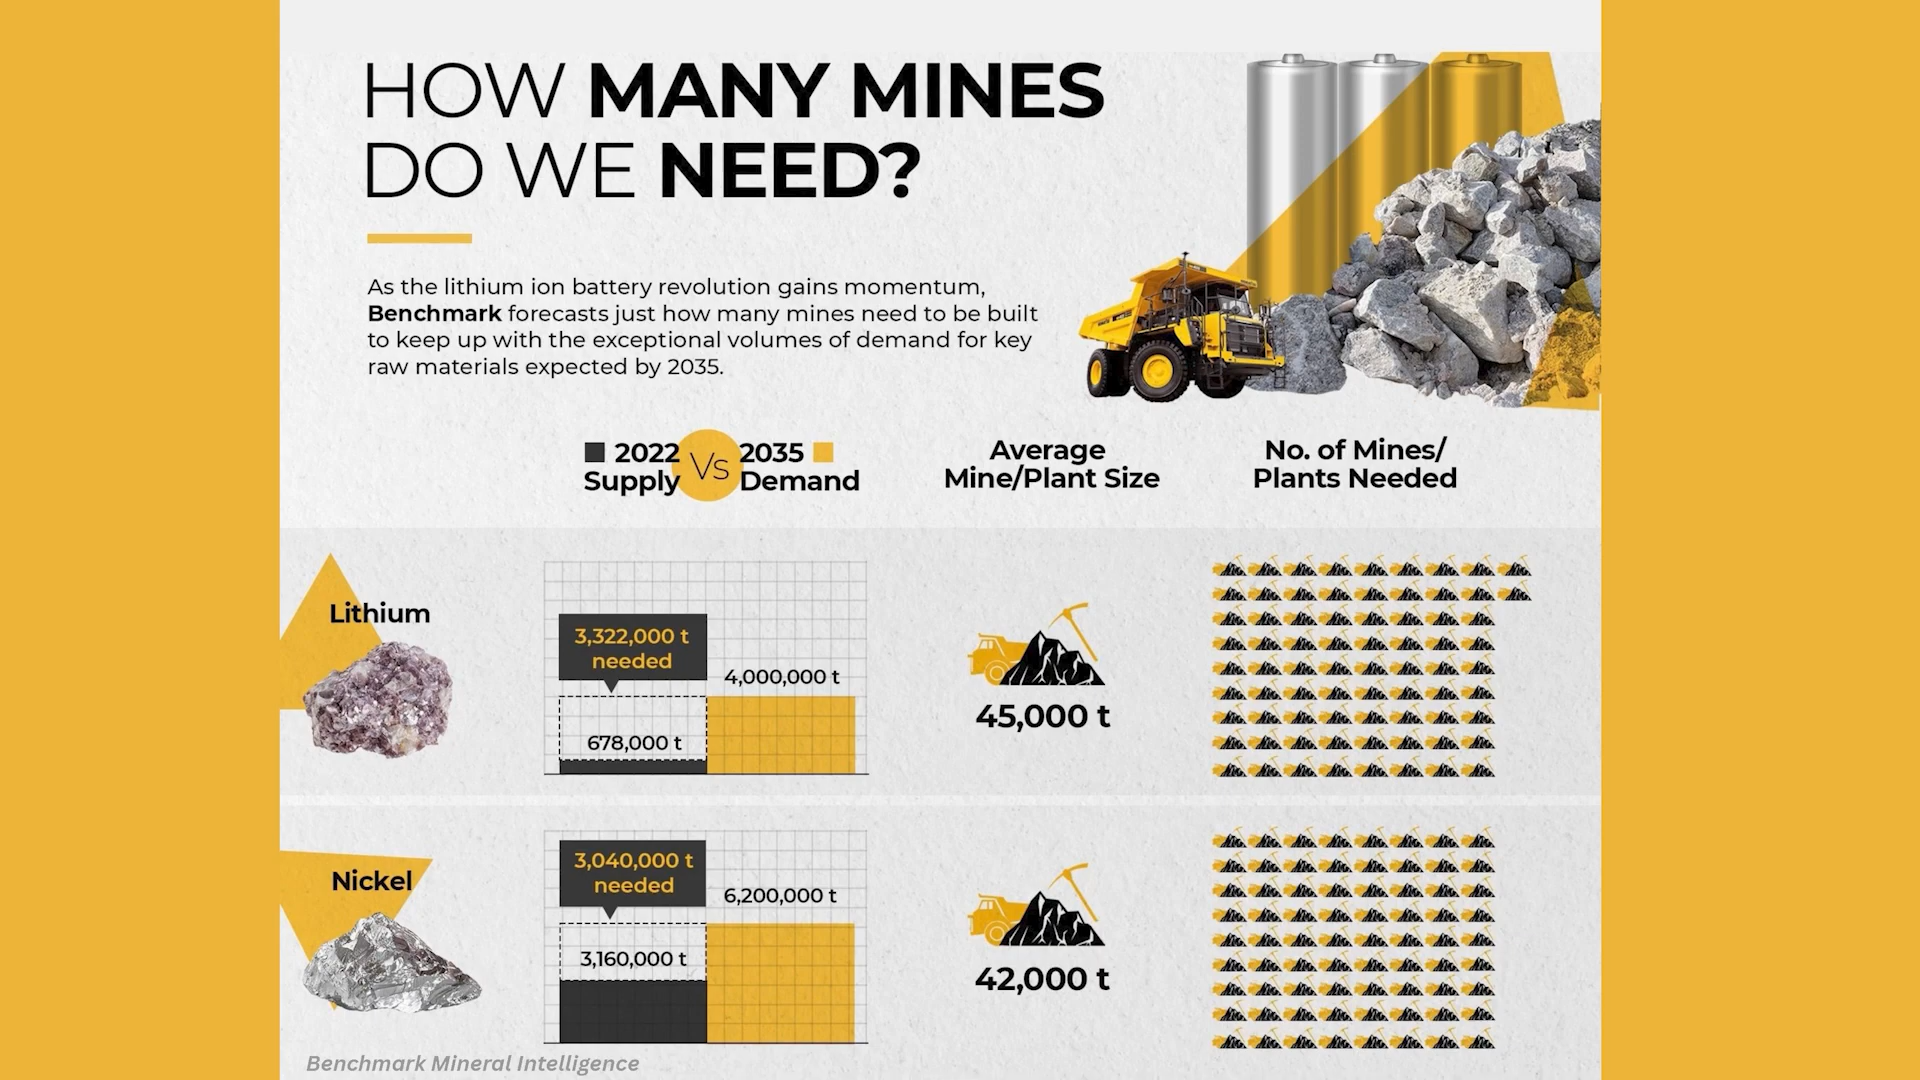 HOW MANY MINES
DO WE NEED?
As the lithium ion battery revolution gains momentum,
Benchmark forecasts just how many mines need to be built
to keep up with the exceptional volumes of demand for key
raw materials expected by 2035.
2022 Supply
Vs
2035 Demand
Average
Mine/Plant Size
No. of Mines/
Plants Needed
Lithium
3,322,000 t
needed
4,000,000 t
678,000 t
45,000 t
Nickel
3,040,000 t
needed
6,200,000 t
3,160,000 t
42,000 t
Benchmark Mineral Intelligence